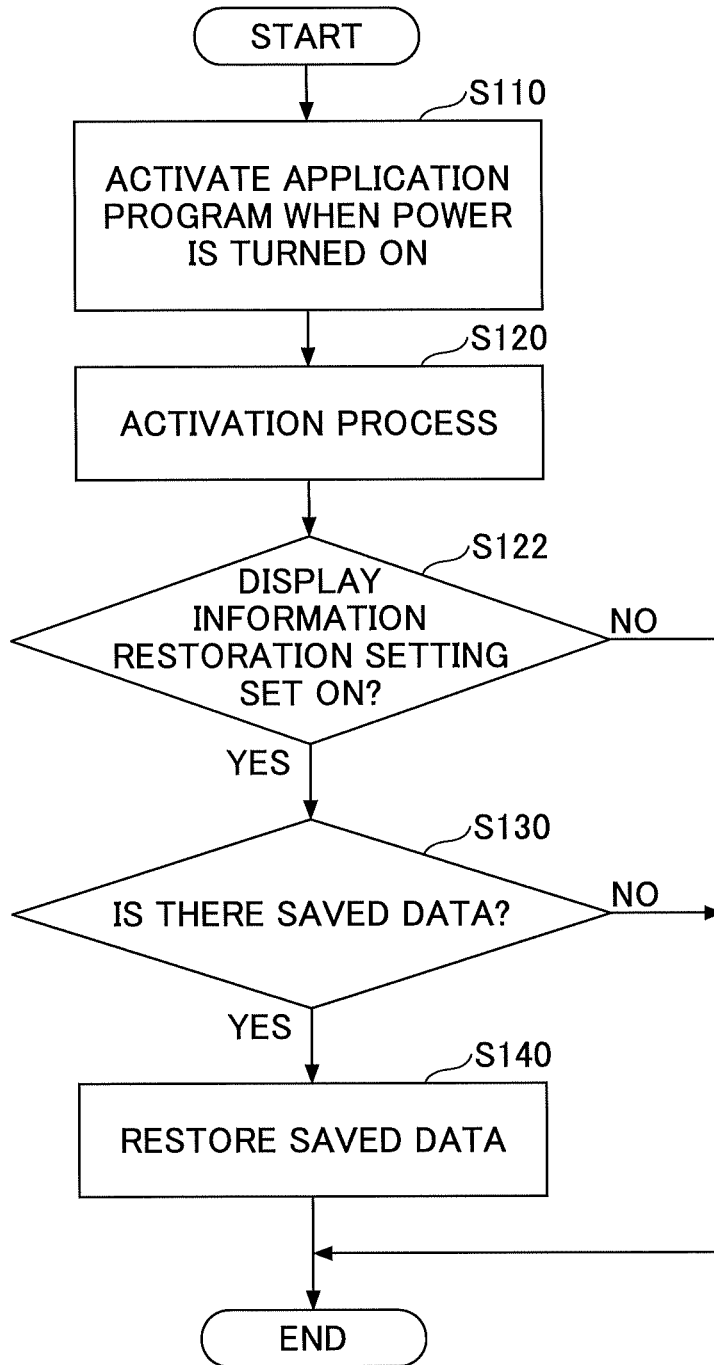 START
S110
ACTIVATE APPLICATION
PROGRAM WHEN POWER
IS TURNED ON
S120
ACTIVATION PROCESS
S122
DISPLAY
INFORMATION
RESTORATION SETTING
SET ON?
NO
YES
S130
IS THERE SAVED DATA?
NO
YES
S140
RESTORE SAVED DATA
END